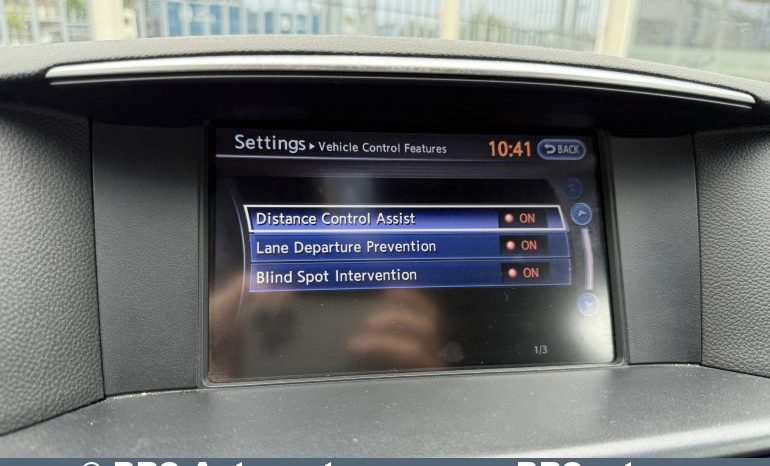 Settings ▸ Vehicle Control Features 10:41 BACK
Distance Control Assist ON
Lane Departure Prevention ON
Blind Spot Intervention ON
1/3